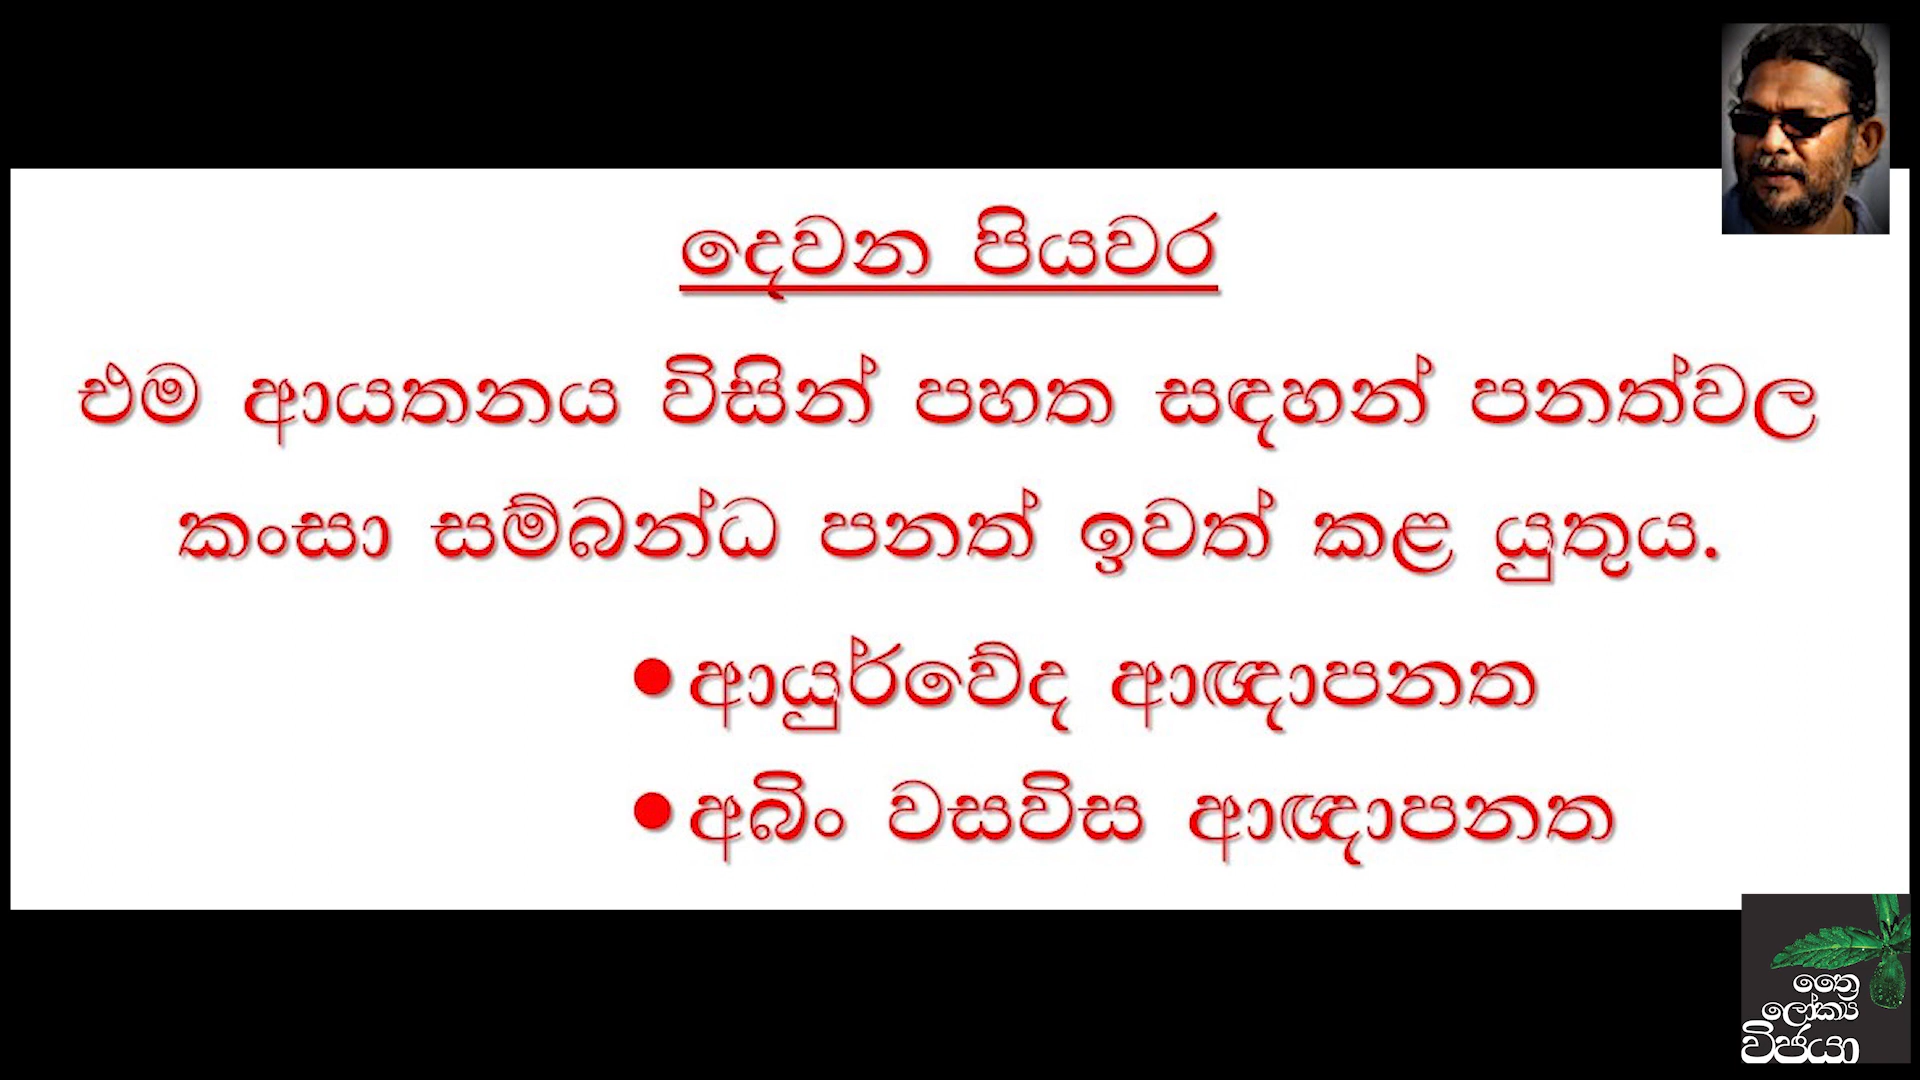 දෙවන පියවර
එම ආයතනය විසින් පහත සඳහන් පනත්වල
කංසා සම්බන්ධ පනත් ඉවත් කළ යුතුය.
•ආයුර්වේද ආඥාපනත
•අබිං වසවිස ආඥාපනත
ත්‍රෛ
ලෝක්‍ය
විජයා